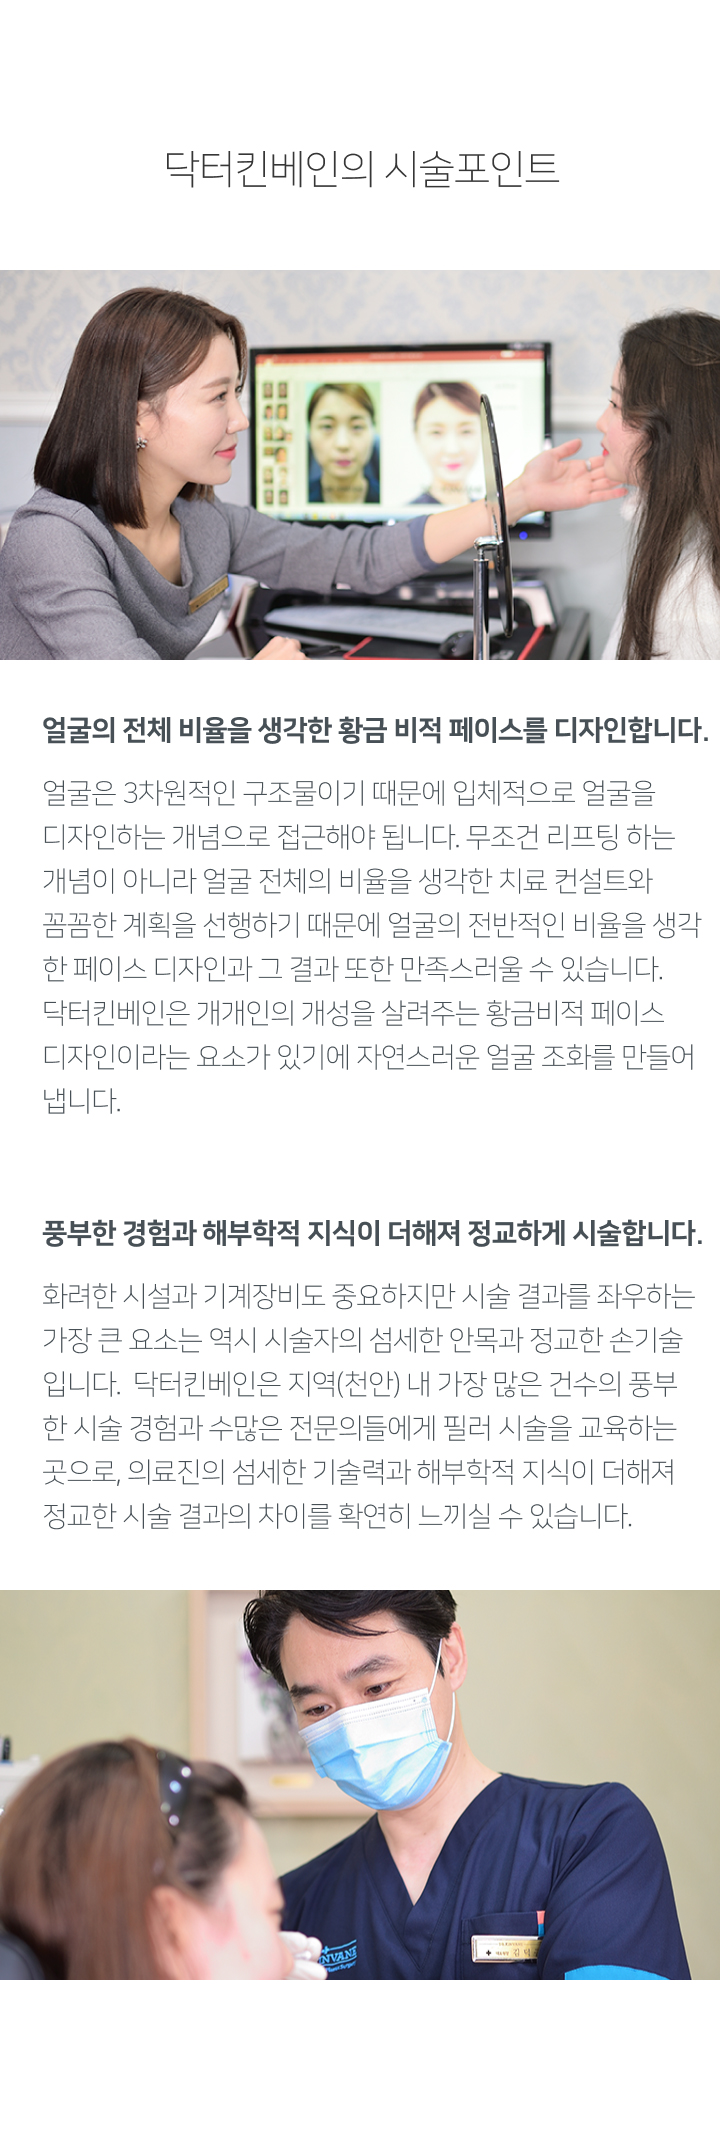 닥터킨베인의 시술포인트
얼굴의 전체 비율을 생각한 황금 비적 페이스를 디자인합니다.
얼굴은 3차원적인 구조물이기 때문에 입체적으로 얼굴을
디자인하는 개념으로 접근해야 됩니다. 무조건 리프팅 하는
개념이 아니라 얼굴 전체의 비율을 생각한 치료 컨설트와
꼼꼼한 계획을 선행하기 때문에 얼굴의 전반적인 비율을 생각
한 페이스 디자인과 그 결과 또한 만족스러울 수 있습니다.
닥터킨베인은 개개인의 개성을 살려주는 황금비적 페이스
디자인이라는 요소가 있기에 자연스러운 얼굴 조화를 만들어
냅니다.
풍부한 경험과 해부학적 지식이 더해져 정교하게 시술합니다.
화려한 시설과 기계장비도 중요하지만 시술 결과를 좌우하는
가장 큰 요소는 역시 시술자의 섬세한 안목과 정교한 손기술
입니다.  닥터킨베인은 지역(천안) 내 가장 많은 건수의 풍부
한 시술 경험과 수많은 전문의들에게 필러 시술을 교육하는
곳으로, 의료진의 섬세한 기술력과 해부학적 지식이 더해져
정교한 시술 결과의 차이를 확연히 느끼실 수 있습니다.